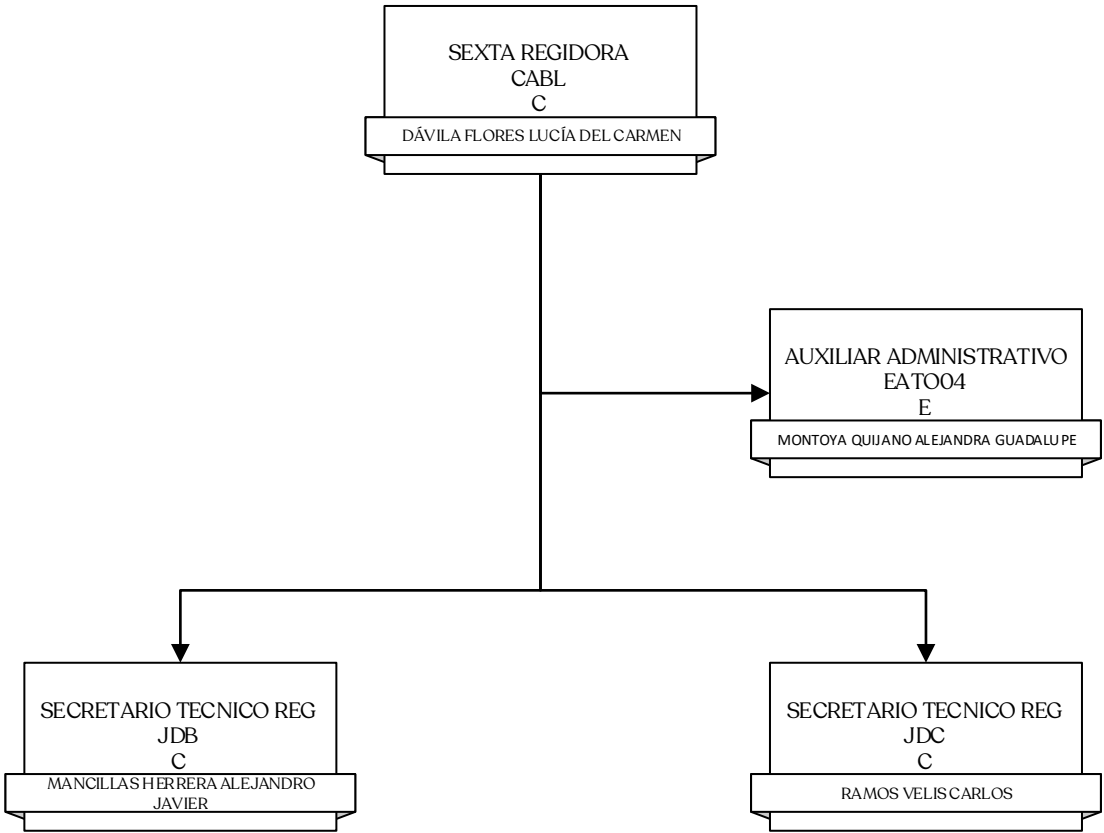 SEXTA REGIDORA
CABL
C
DÁVILA FLORES LUCÍA DEL CARMEN
AUXILIAR ADMINISTRATIVO
EATO04
E
MONTOYA QUIJANO ALEJANDRA GUADALUPE
SECRETARIO TECNICO REG
JDB
C
MANCILLAS HERRERA ALEJANDRO
JAVIER
SECRETARIO TECNICO REG
JDC
C
RAMOS VELIS CARLOS